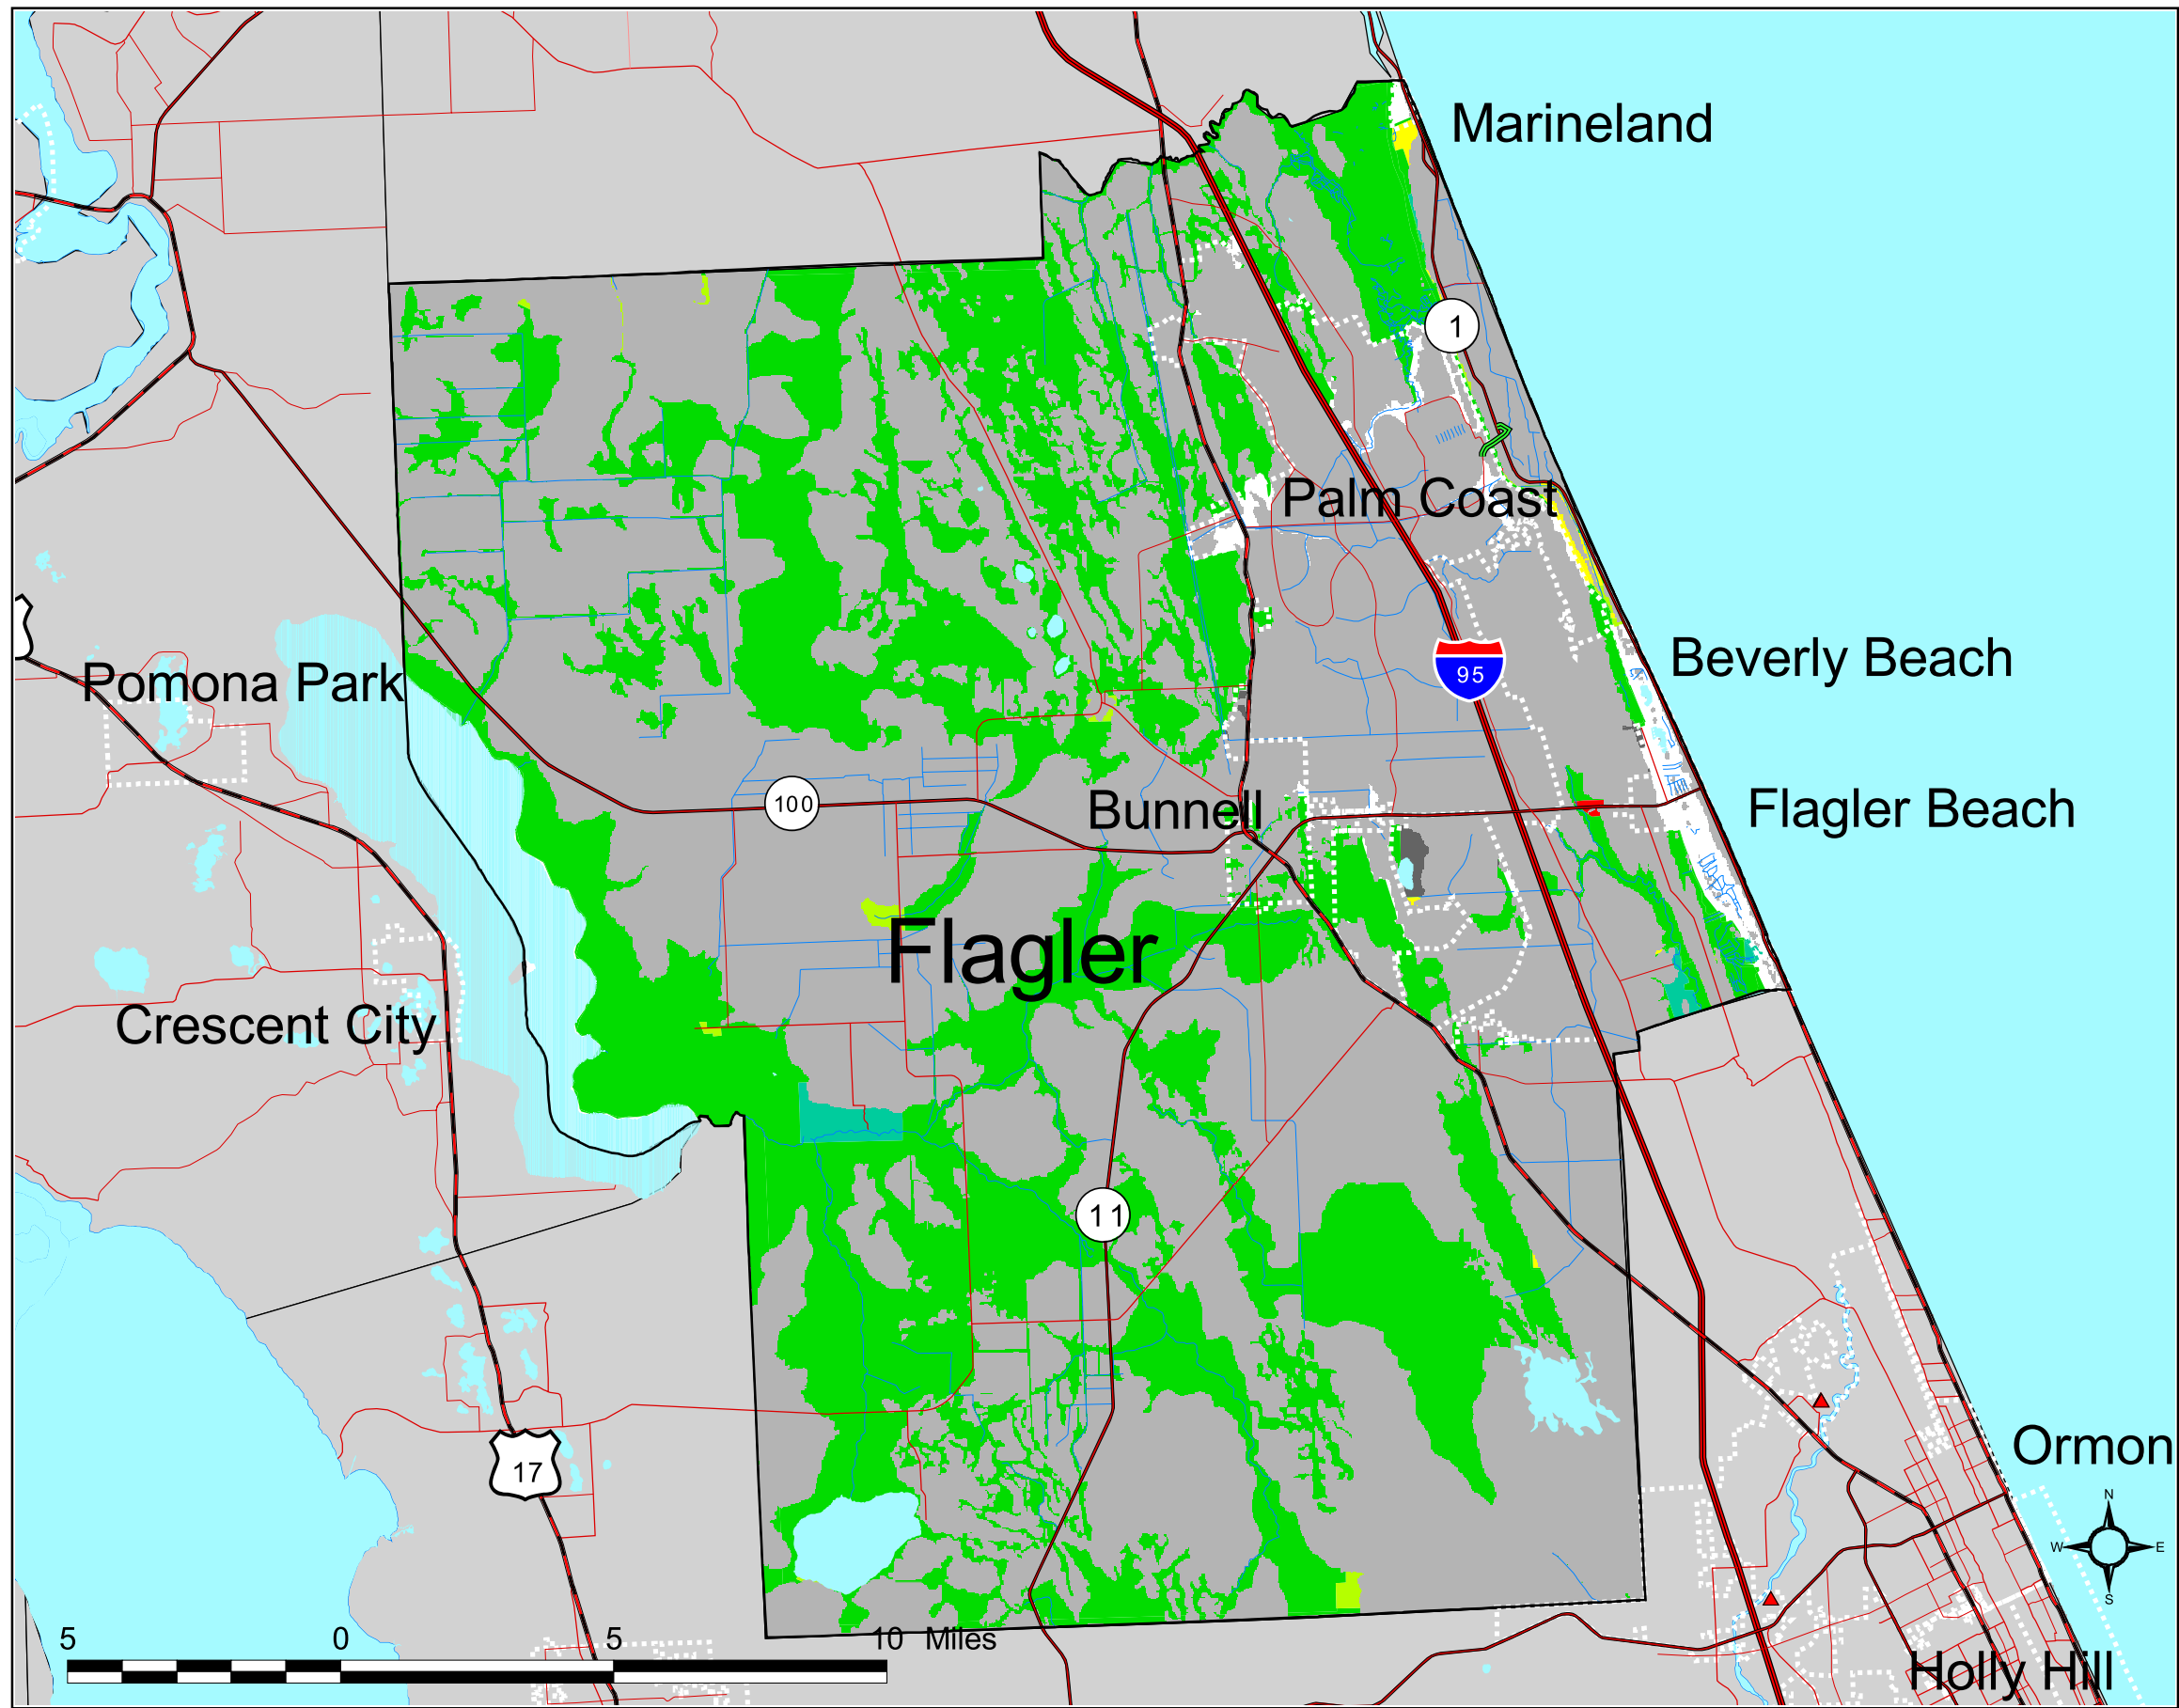 Marineland
1
Palm Coast
Beverly Beach
95
Pomona Park
100
Bunnell
Flagler Beach
Flagler
Crescent City
11
17
Ormon
N
W E
S
5 0 5 10 Miles
Holly Hill